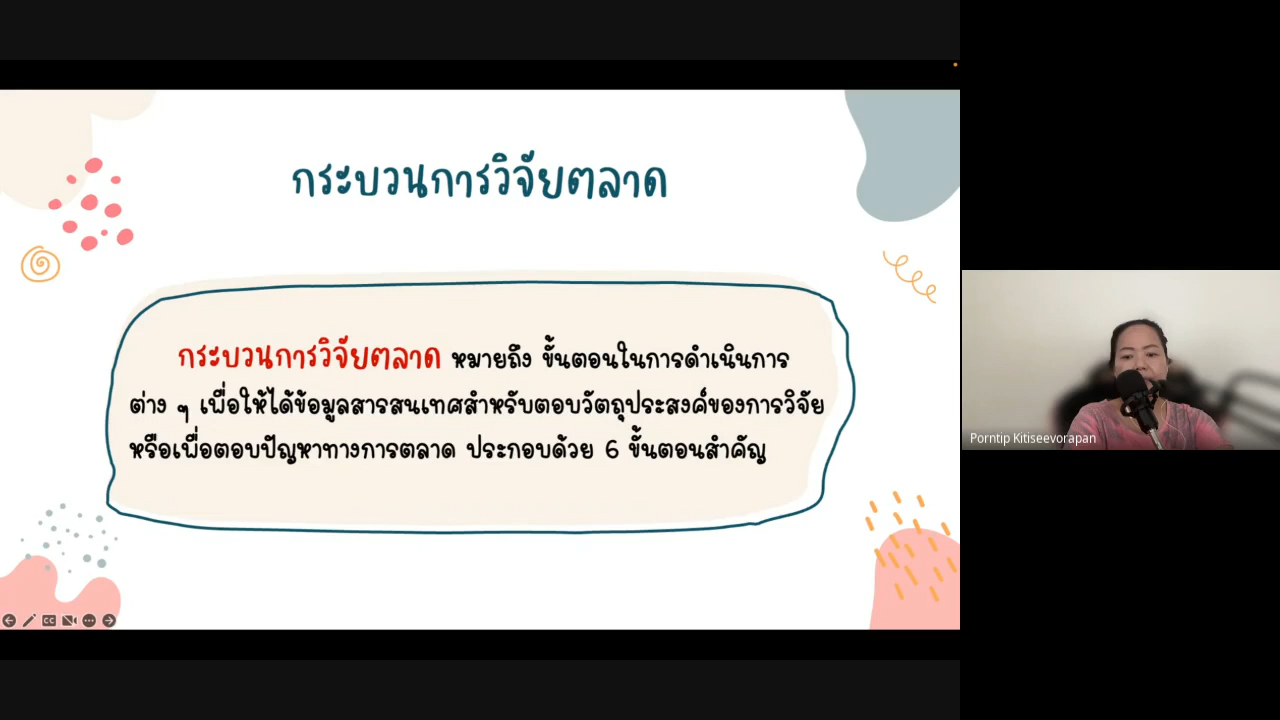 กระบวนการวิจัยตลาด
กระบวนการวิจัยตลาด หมายถึง ขั้นตอนในการดำเนินการ
ต่าง ๆ เพื่อให้ได้ข้อมูลสารสนเทศสำหรับตอบวัตถุประสงค์ของการวิจัย
หรือเพื่อตอบปัญหาทางการตลาด ประกอบด้วย 6 ขั้นตอนสำคัญ
CC
Porntip Kitiseevorapan